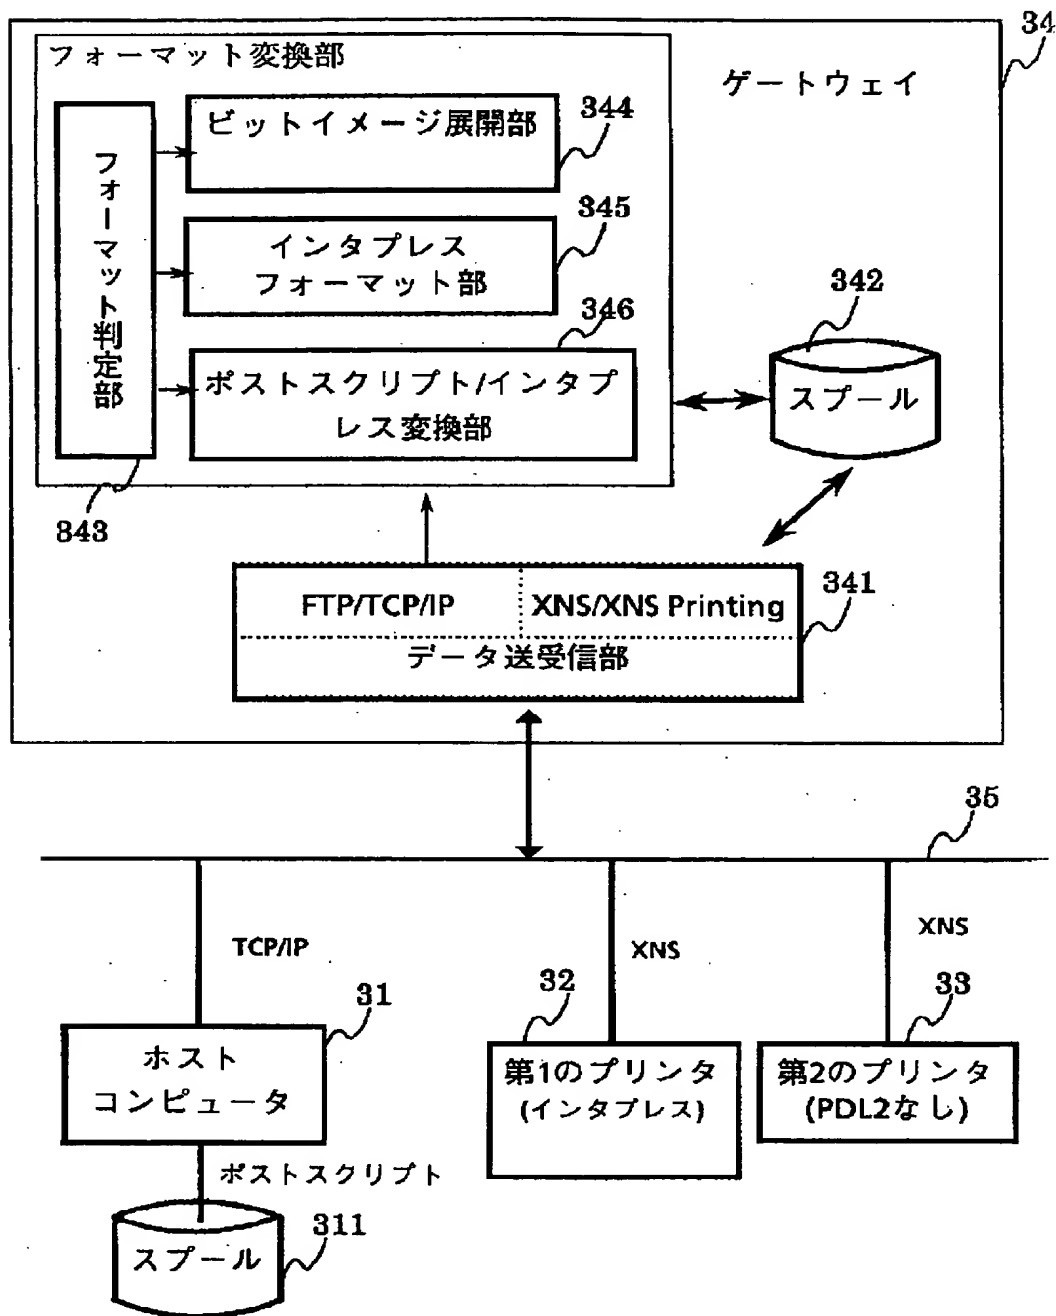 34
フォーマット変換部
ゲートウェイ
344
ビットイメージ展開部
フォーマット判定部
345
インタプレス
フォーマット部
346
342
ポストスクリプト/インタプ
レス変換部
スプール
343
341
FTP/TCP/IP
XNS/XNS Printing
データ送受信部
35
TCP/IP
XNS
XNS
31
32
33
ホスト
コンピュータ
第1のプリンタ
(インタプレス)
第2のプリンタ
(PDL2なし)
ポストスクリプト
311
スプール